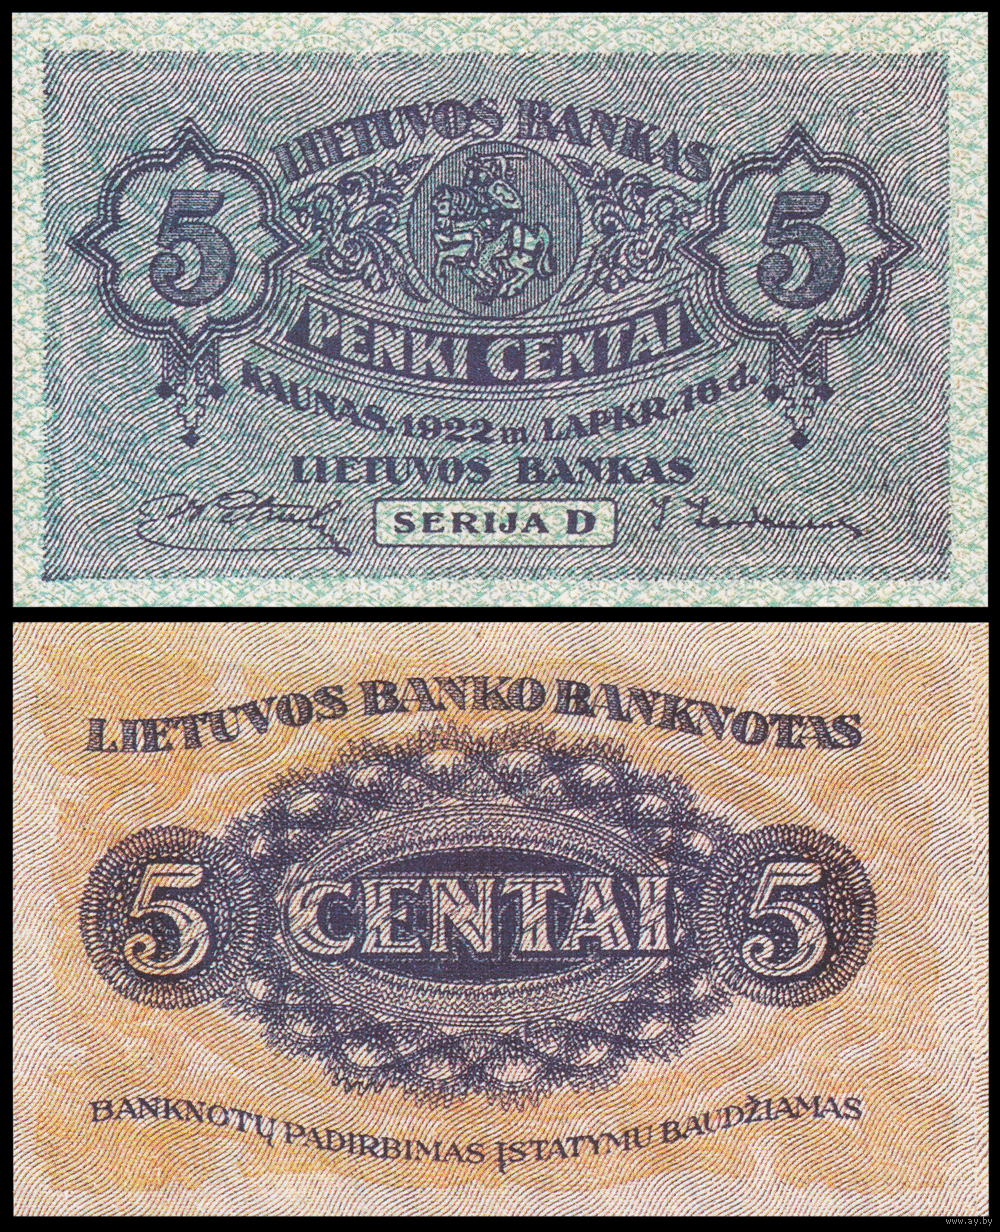 LIETUVOS BANKAS
5 5
PENKI CENTAI
KAUNAS, 1922 m. LAPKR. 16 d.
LIETUVOS BANKAS
SERIJA D
LIETUVOS BANKO BANKNOTAS
5 CENTAI 5
BANKNOTŲ PADIRBIMAS ĮSTATYMU BAUDŽIAMAS
www.ay.by